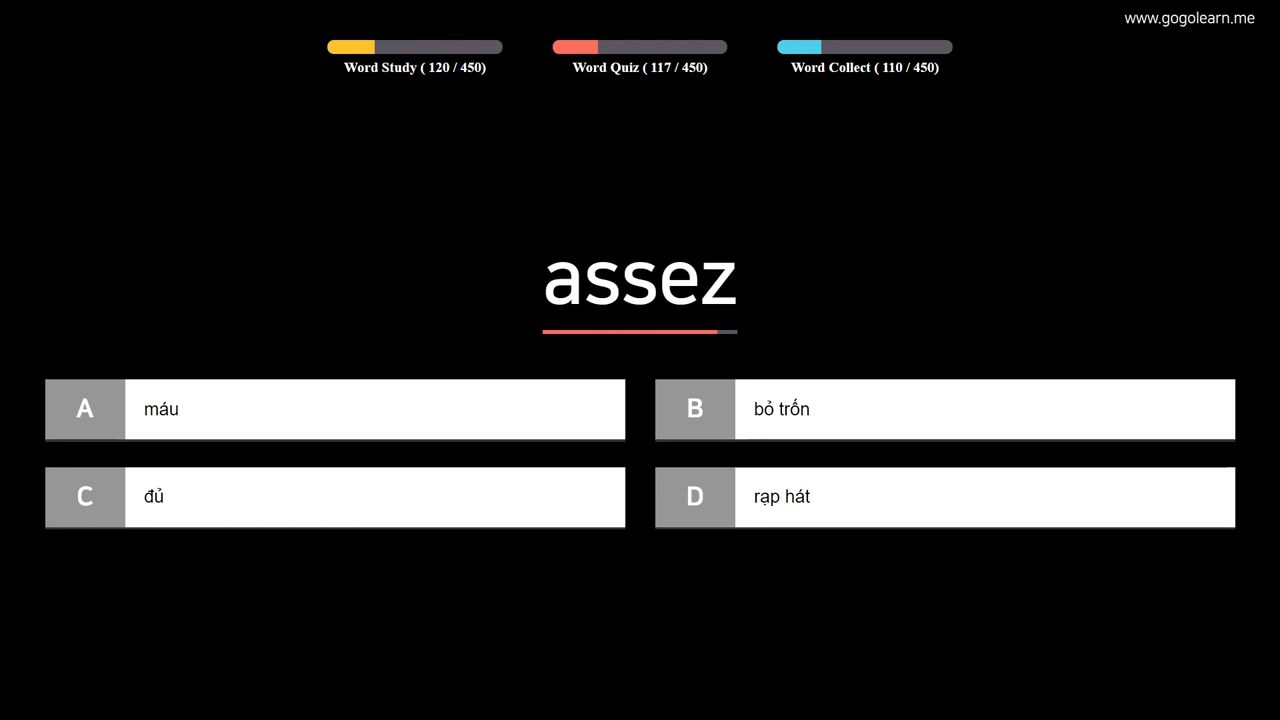 www.gogolearn.me
Word Study ( 120 / 450)
Word Quiz ( 117 / 450)
Word Collect ( 110 / 450)
assez
A máu
B bỏ trốn
C đủ
D rạp hát